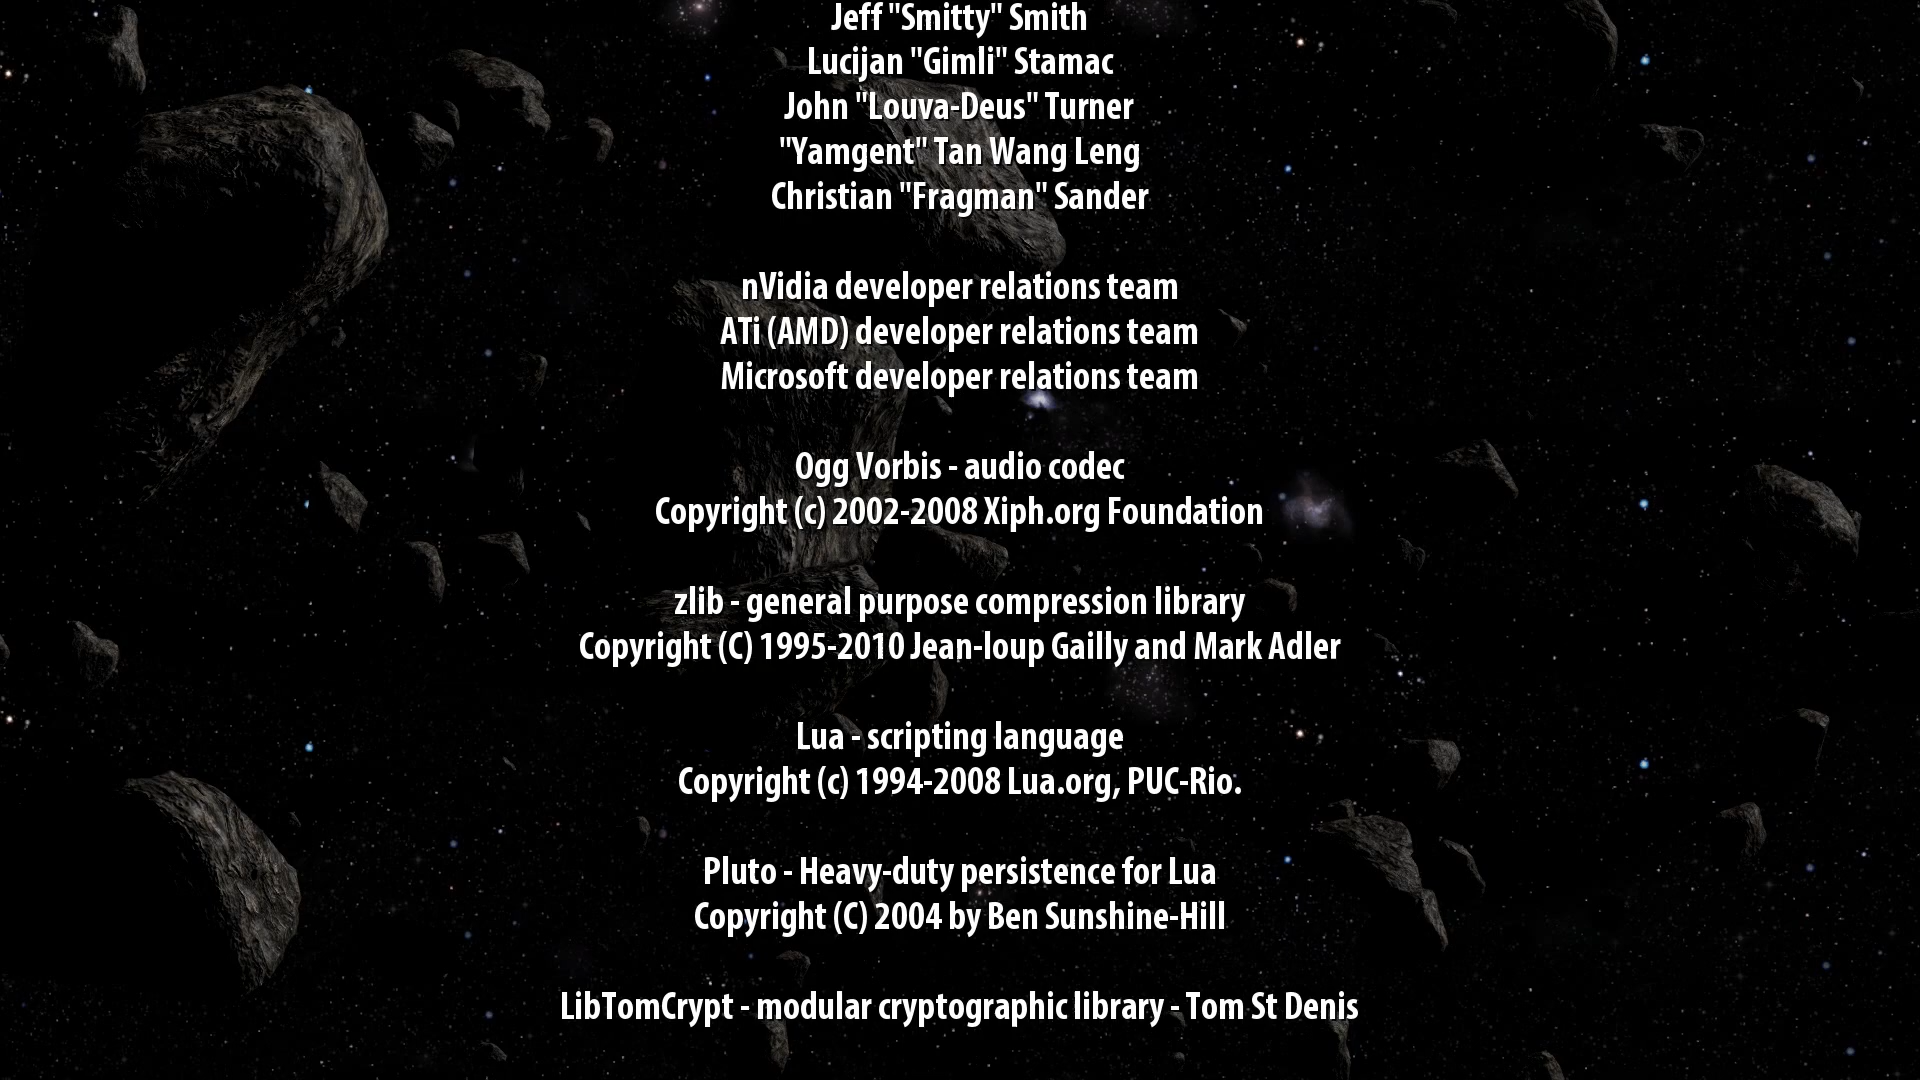 Jeff "Smitty" Smith
Lucijan "Gimli" Stamac
John "Louva-Deus" Turner
"Yamgent" Tan Wang Leng
Christian "Fragman" Sander
nVidia developer relations team
ATi (AMD) developer relations team
Microsoft developer relations team
Ogg Vorbis - audio codec
Copyright (c) 2002-2008 Xiph.org Foundation
zlib - general purpose compression library
Copyright (C) 1995-2010 Jean-loup Gailly and Mark Adler
Lua - scripting language
Copyright (c) 1994-2008 Lua.org, PUC-Rio.
Pluto - Heavy-duty persistence for Lua
Copyright (C) 2004 by Ben Sunshine-Hill
LibTomCrypt - modular cryptographic library - Tom St Denis